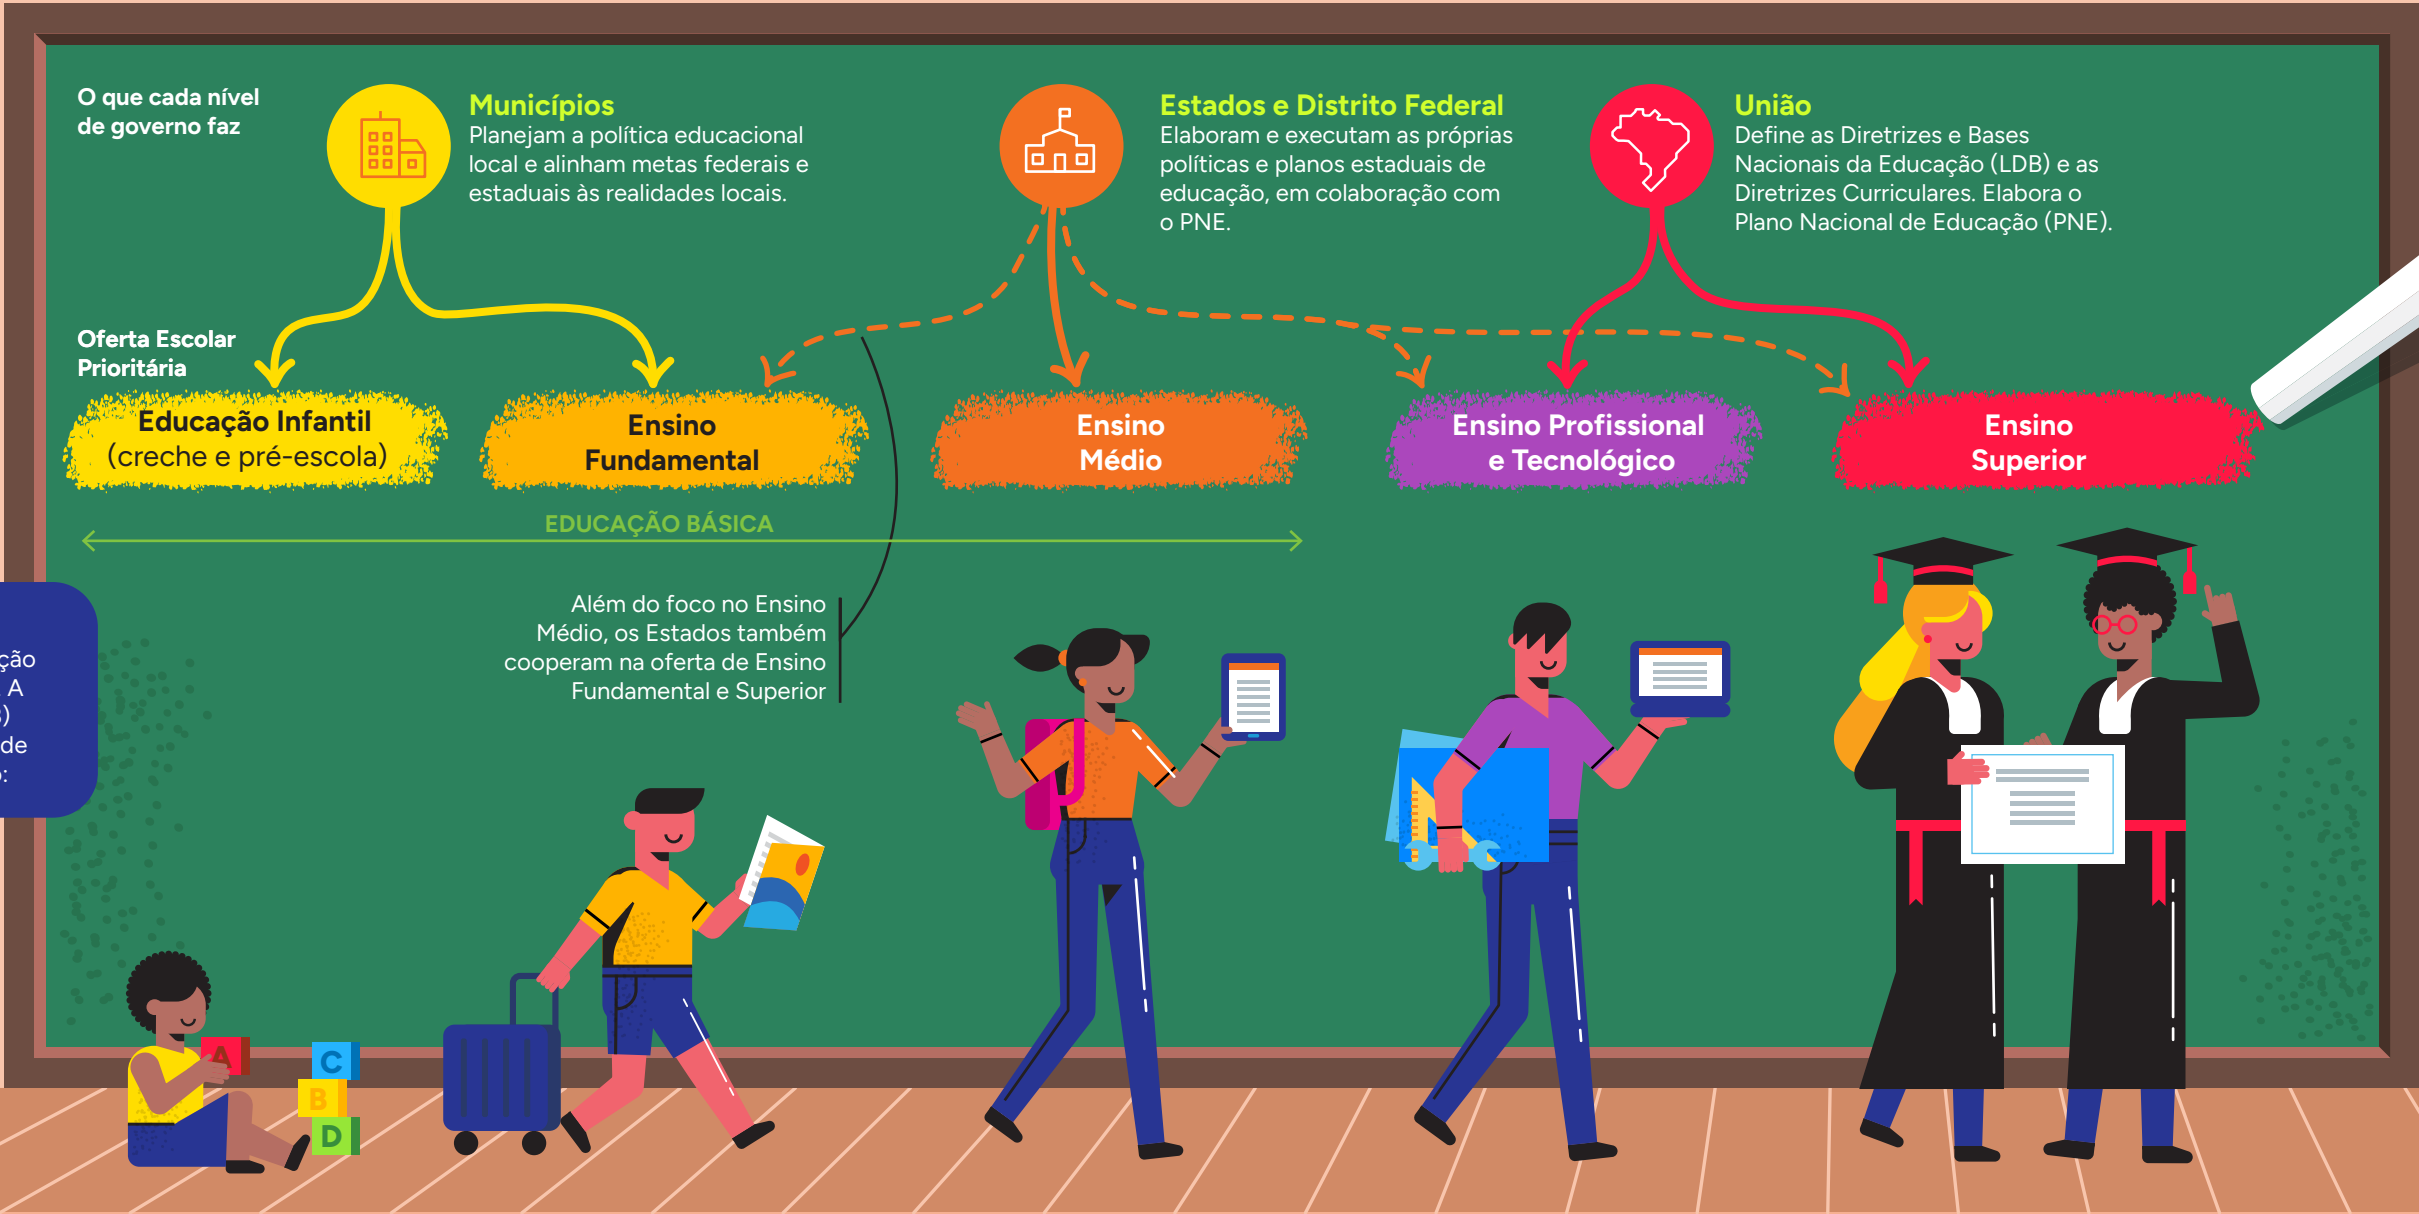 O que cada nível
de governo faz
Municípios
Planejam a política educacional
local e alinham metas federais e
estaduais às realidades locais.
Estados e Distrito Federal
Elaboram e executam as próprias
políticas e planos estaduais de
educação, em colaboração com
o PNE.
União
Define as Diretrizes e Bases
Nacionais da Educação (LDB) e as
Diretrizes Curriculares. Elabora o
Plano Nacional de Educação (PNE).
Oferta Escolar
Prioritária
Educação Infantil
(creche e pré-escola)
Ensino
Fundamental
Ensino
Médio
Ensino Profissional
e Tecnológico
Ensino
Superior
EDUCAÇÃO BÁSICA
Além do foco no Ensino
Médio, os Estados também
cooperam na oferta de Ensino
Fundamental e Superior
ção
A
)
de
:
A
C
B
D